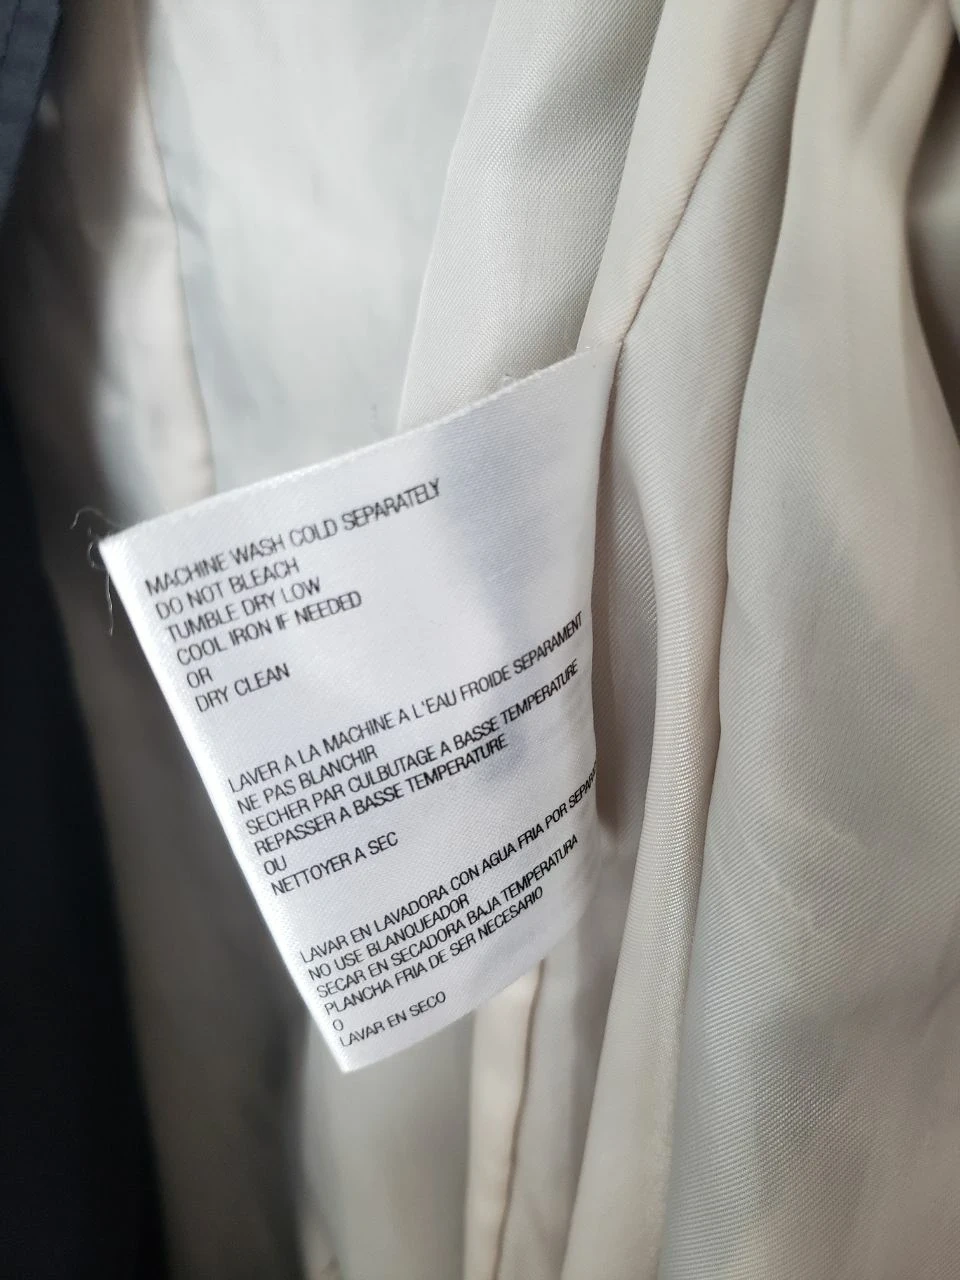 MACHINE WASH COLD SEPARATELY
DO NOT BLEACH
TUMBLE DRY LOW
COOL IRON IF NEEDED
OR
DRY CLEAN
LAVER A LA MACHINE A L'EAU FROIDE SEPARAMENT
NE PAS BLANCHIR
SECHER PAR CULBUTAGE A BASSE TEMPERATURE
REPASSER A BASSE TEMPERATURE
OU
NETTOYER A SEC
LAVAR EN LAVADORA CON AGUA FRIA POR
NO USE BLANQUEADOR
SECAR EN SECADORA BAJA TEMPERATURA
PLANCHA FRIA DE SER NECESARIO
O
LAVAR EN SECO